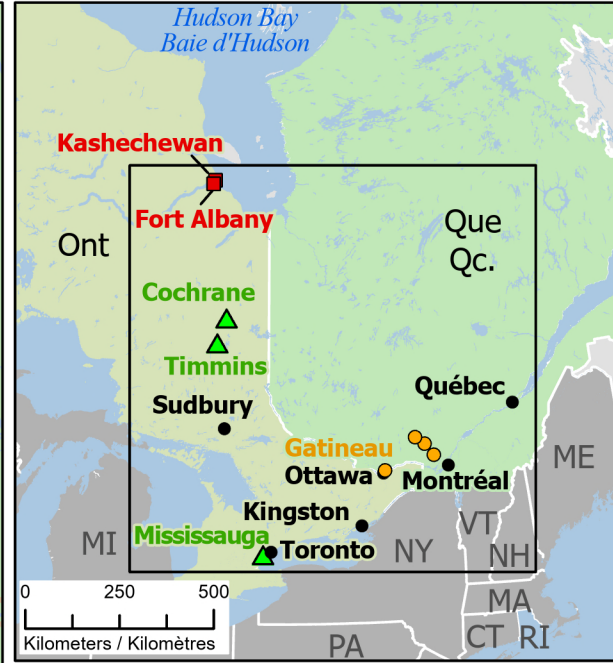 Hudson Bay
Baie d'Hudson
Kashechewan
Fort Albany
Ont
Que
Qc.
Cochrane
Timmins
Québec
Sudbury
Gatineau
Ottawa
Montréal
ME
Kingston
Mississauga
Toronto
MI
NY
VT
NH
MA
CT
RI
PA
0 250 500
Kilometers / Kilomètres